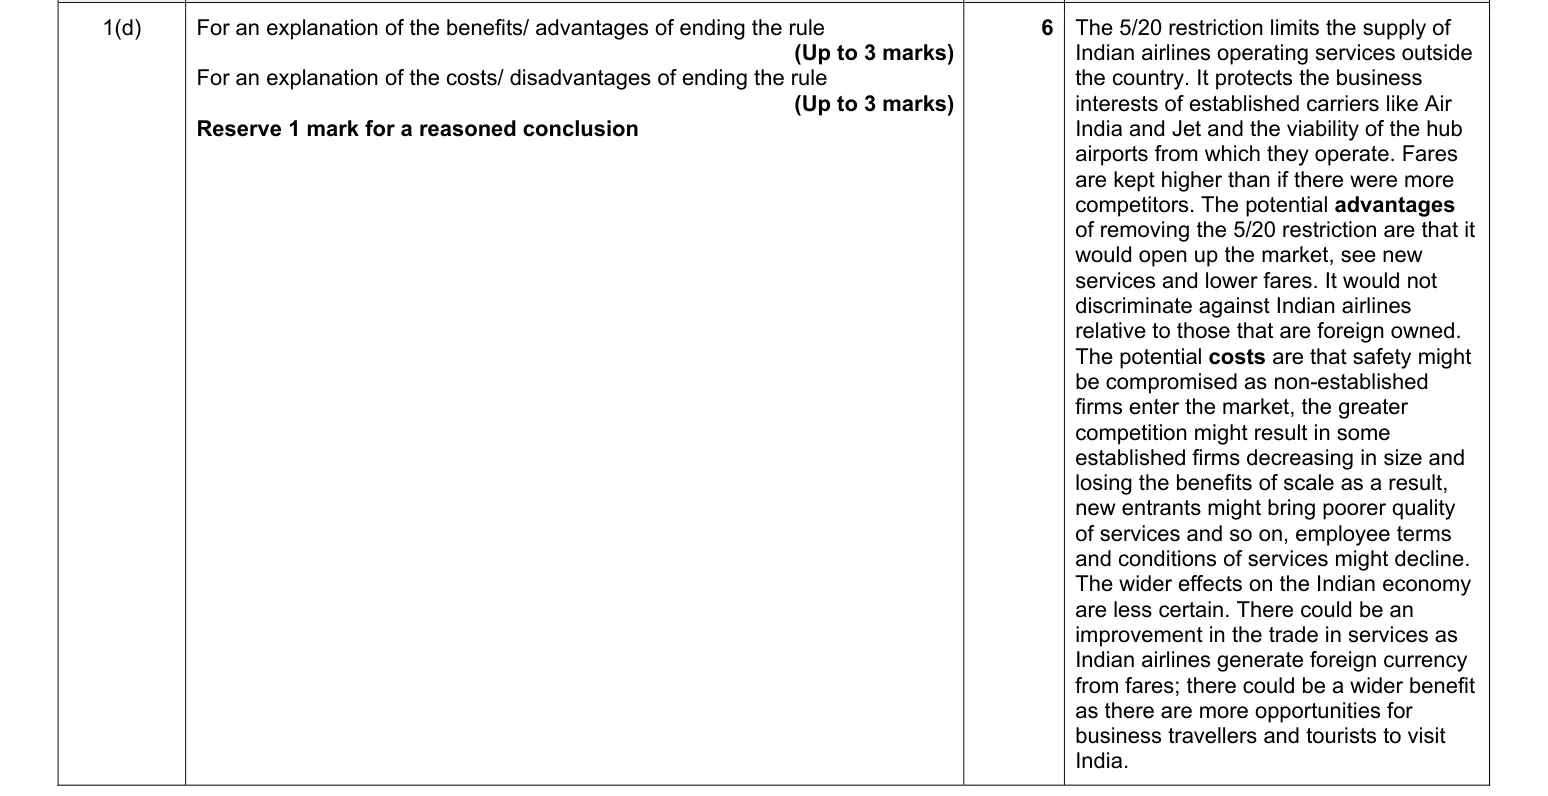 1(d)
For an explanation of the benefits/ advantages of ending the rule
(Up to 3 marks)
For an explanation of the costs/ disadvantages of ending the rule
(Up to 3 marks)
Reserve 1 mark for a reasoned conclusion
6
The 5/20 restriction limits the supply of
Indian airlines operating services outside
the country. It protects the business
interests of established carriers like Air
India and Jet and the viability of the hub
airports from which they operate. Fares
are kept higher than if there were more
competitors. The potential advantages
of removing the 5/20 restriction are that it
would open up the market, see new
services and lower fares. It would not
discriminate against Indian airlines
relative to those that are foreign owned.
The potential costs are that safety might
be compromised as non-established
firms enter the market, the greater
competition might result in some
established firms decreasing in size and
losing the benefits of scale as a result,
new entrants might bring poorer quality
of services and so on, employee terms
and conditions of services might decline.
The wider effects on the Indian economy
are less certain. There could be an
improvement in the trade in services as
Indian airlines generate foreign currency
from fares; there could be a wider benefit
as there are more opportunities for
business travellers and tourists to visit
India.